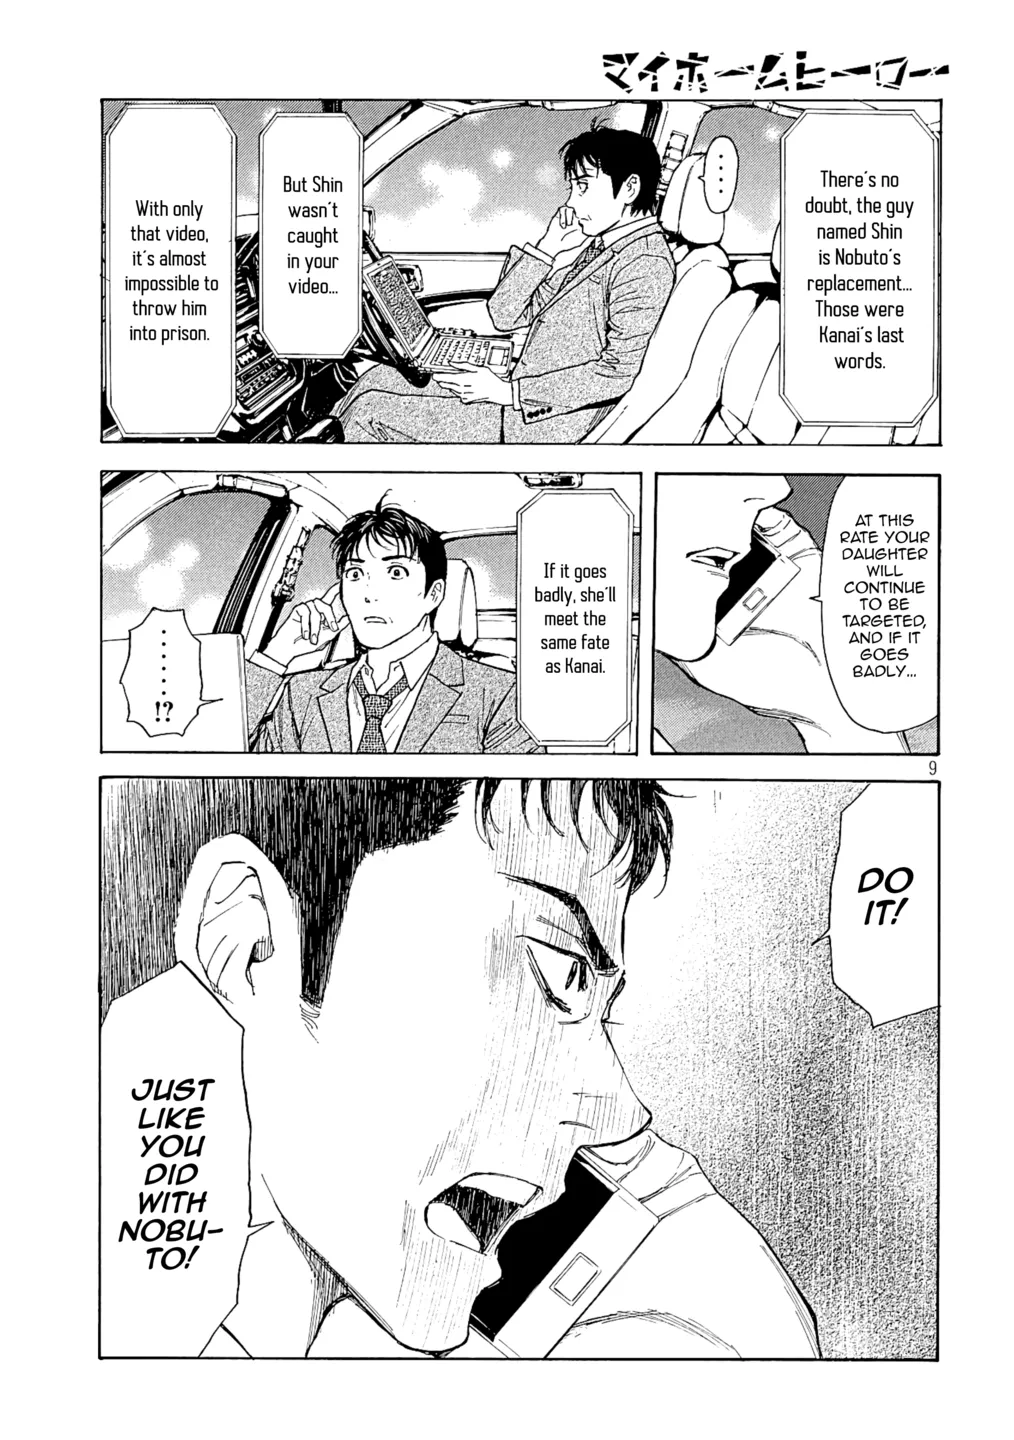 マイホームヒーロー
There's no
doubt, the guy
named Shin
is Nobuto's
replacement...
Those were
Kanai's last
words.
....
But Shin
wasn't
caught
in your
video...
With only
that video,
it's almost
impossible to
throw him
into prison.
AT THIS
RATE YOUR
DAUGHTER
WILL
CONTINUE
TO BE
TARGETED,
AND IF IT
GOES
BADLY...
If it goes
badly, she'll
meet the
same fate
as Kanai.
.......
!?
9
DO
IT!
JUST
LIKE
YOU
DID
WITH
NOBU-
TO!